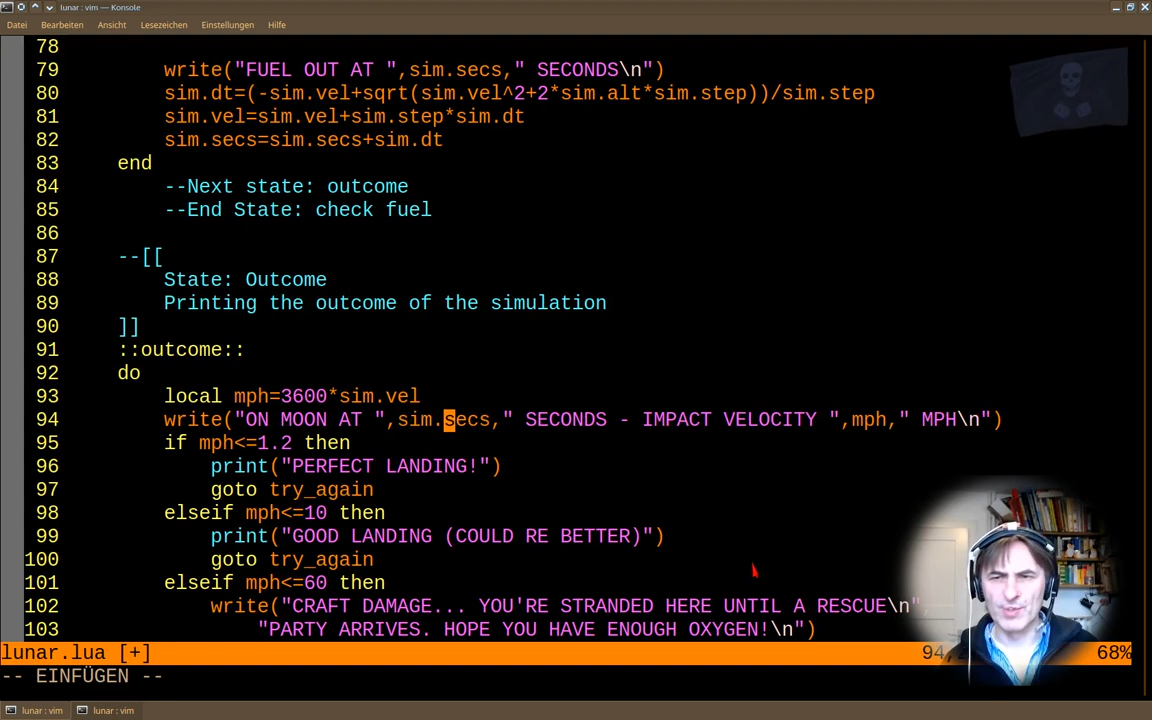 lunar : vim — Konsole
Datei Bearbeiten Ansicht Lesezeichen Einstellungen Hilfe
78
79 write("FUEL OUT AT ",sim.secs," SECONDS\n")
80 sim.dt=(-sim.vel+sqrt(sim.vel^2+2*sim.alt*sim.step))/sim.step
81 sim.vel=sim.vel+sim.step*sim.dt
82 sim.secs=sim.secs+sim.dt
83 end
84 --Next state: outcome
85 --End State: check fuel
86
87 --[[
88 State: Outcome
89 Printing the outcome of the simulation
90 ]]
91 ::outcome::
92 do
93 local mph=3600*sim.vel
94 write("ON MOON AT ",sim.secs," SECONDS - IMPACT VELOCITY ",mph," MPH\n")
95 if mph<=1.2 then
96 print("PERFECT LANDING!")
97 goto try_again
98 elseif mph<=10 then
99 print("GOOD LANDING (COULD RE BETTER)")
100 goto try_again
101 elseif mph<=60 then
102 write("CRAFT DAMAGE... YOU'RE STRANDED HERE UNTIL A RESCUE\n",
103 "PARTY ARRIVES. HOPE YOU HAVE ENOUGH OXYGEN!\n")
lunar.lua [+] 94, 68%
-- EINFÜGEN --
lunar : vim lunar : vim